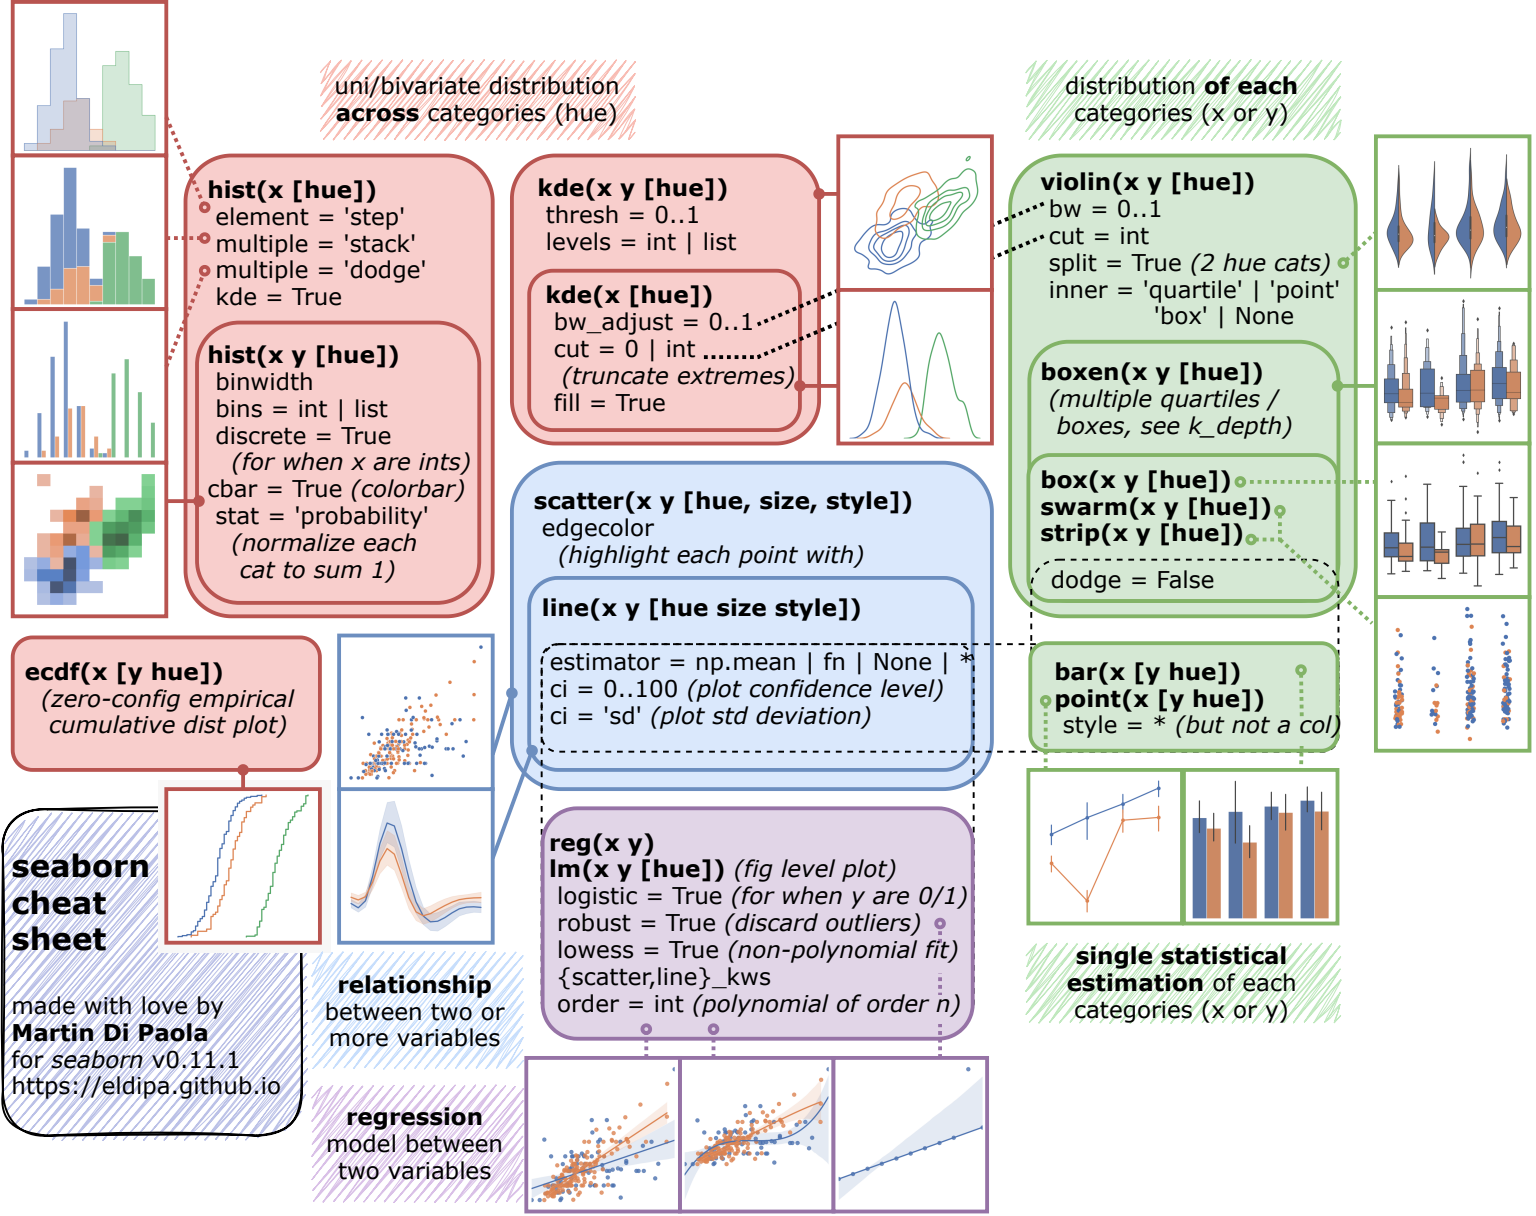 uni/bivariate distribution
across categories (hue)
distribution of each
categories (x or y)
hist(x [hue])
element = 'step'
multiple = 'stack'
multiple = 'dodge'
kde = True
hist(x y [hue])
binwidth
bins = int | list
discrete = True
(for when x are ints)
cbar = True (colorbar)
stat = 'probability'
(normalize each
cat to sum 1)
kde(x y [hue])
thresh = 0..1
levels = int | list
kde(x [hue])
bw_adjust = 0..1
cut = 0 | int
(truncate extremes)
fill = True
violin(x y [hue])
bw = 0..1
cut = int
split = True (2 hue cats)
inner = 'quartile' | 'point'
'box' | None
boxen(x y [hue])
(multiple quartiles /
boxes, see k_depth)
box(x y [hue])
swarm(x y [hue])
strip(x y [hue])
dodge = False
scatter(x y [hue, size, style])
edgecolor
(highlight each point with)
line(x y [hue size style])
estimator = np.mean | fn | None | *
ci = 0..100 (plot confidence level)
ci = 'sd' (plot std deviation)
ecdf(x [y hue])
(zero-config empirical
cumulative dist plot)
bar(x [y hue])
point(x [y hue])
style = * (but not a col)
reg(x y)
lm(x y [hue]) (fig level plot)
logistic = True (for when y are 0/1)
robust = True (discard outliers)
lowess = True (non-polynomial fit)
{scatter,line}_kws
order = int (polynomial of order n)
single statistical
estimation of each
categories (x or y)
seaborn
cheat
sheet
made with love by
Martin Di Paola
for seaborn v0.11.1
https://eldipa.github.io
relationship
between two or
more variables
regression
model between
two variables